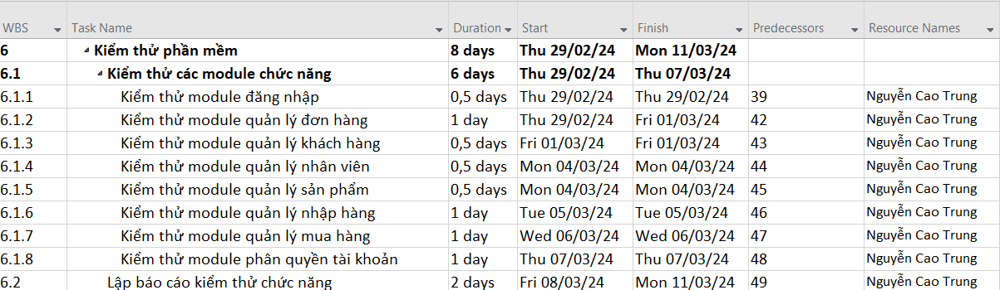 WBS Task Name Duration Start Finish Predecessors Resource Names
6 Kiểm thử phần mềm 8 days Thu 29/02/24 Mon 11/03/24
6.1 Kiểm thử các module chức năng 6 days Thu 29/02/24 Thu 07/03/24
6.1.1 Kiểm thử module đăng nhập 0,5 days Thu 29/02/24 Thu 29/02/24 39 Nguyễn Cao Trung
6.1.2 Kiểm thử module quản lý đơn hàng 1 day Thu 29/02/24 Fri 01/03/24 42 Nguyễn Cao Trung
6.1.3 Kiểm thử module quản lý khách hàng 0,5 days Fri 01/03/24 Fri 01/03/24 43 Nguyễn Cao Trung
6.1.4 Kiểm thử module quản lý nhân viên 0,5 days Mon 04/03/24 Mon 04/03/24 44 Nguyễn Cao Trung
6.1.5 Kiểm thử module quản lý sản phẩm 0,5 days Mon 04/03/24 Mon 04/03/24 45 Nguyễn Cao Trung
6.1.6 Kiểm thử module quản lý nhập hàng 1 day Tue 05/03/24 Tue 05/03/24 46 Nguyễn Cao Trung
6.1.7 Kiểm thử module quản lý mua hàng 1 day Wed 06/03/24 Wed 06/03/24 47 Nguyễn Cao Trung
6.1.8 Kiểm thử module phân quyền tài khoản 1 day Thu 07/03/24 Thu 07/03/24 48 Nguyễn Cao Trung
6.2 Lập báo cáo kiểm thử chức năng 2 days Fri 08/03/24 Mon 11/03/24 49 Nguyễn Cao Trung